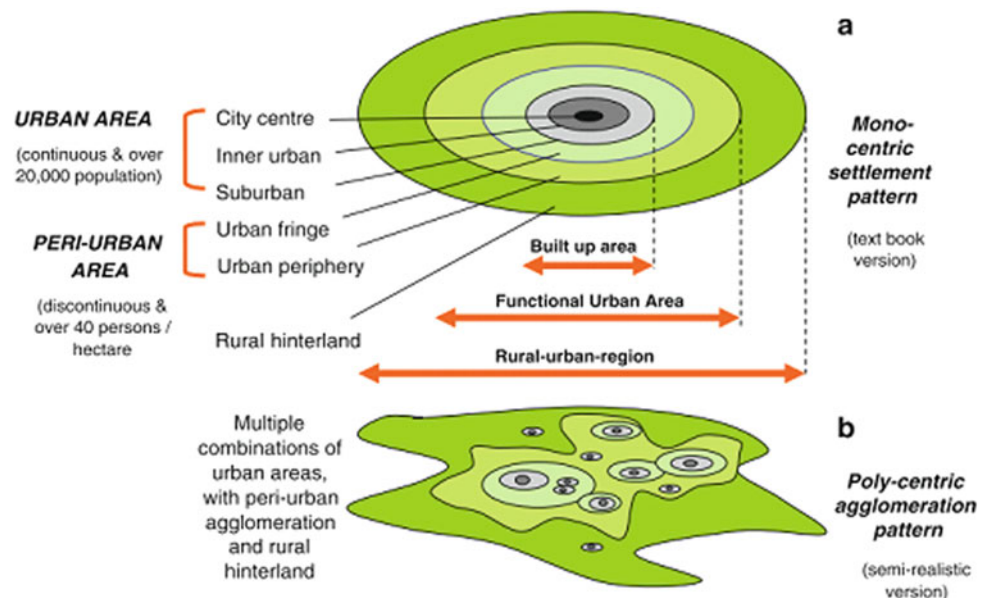 a
URBAN AREA
(continuous & over
20,000 population)
City centre
Inner urban
Suburban
PERI-URBAN
AREA
(discontinuous &
over 40 persons /
hectare
Urban fringe
Urban periphery
Rural hinterland
Mono-
centric
settlement
pattern
(text book
version)
Built up area
Functional Urban Area
Rural-urban-region
Multiple
combinations of
urban areas,
with peri-urban
agglomeration
and rural
hinterland
b
Poly-centric
agglomeration
pattern
(semi-realistic
version)